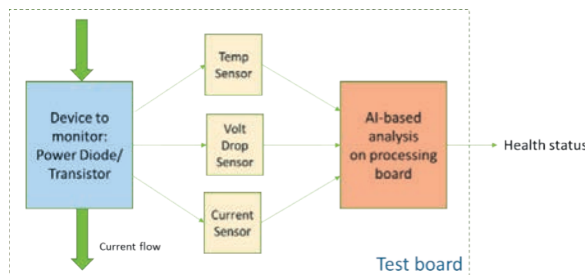 Temp
Sensor
Device to
monitor:
Power Diode/
Transistor
Volt
Drop
Sensor
AI-based
analysis
on processing
board
Health status
Current
Sensor
Current flow
Test board